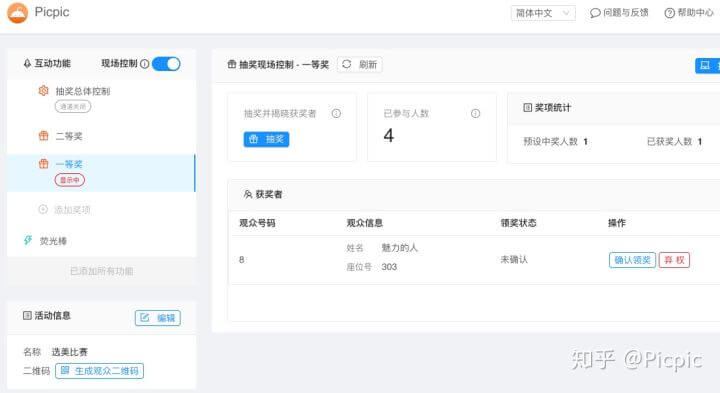 Picpic
简体中文
问题与反馈
帮助中心
互动功能
现场控制
抽奖总体控制
通道关闭
二等奖
一等奖
显示中
添加奖项
荧光棒
已添加所有功能
活动信息
编辑
名称 选美比赛
二维码 生成观众二维码
抽奖现场控制 - 一等奖
刷新
抽奖并揭晓获奖者
抽奖
已参与人数
4
奖项统计
预设中奖人数 1
已获奖人数 1
获奖者
观众号码 观众信息 领奖状态 操作
8
姓名 魅力的人
座位号 303
未确认
确认领奖
弃 权
知乎 @Picpic